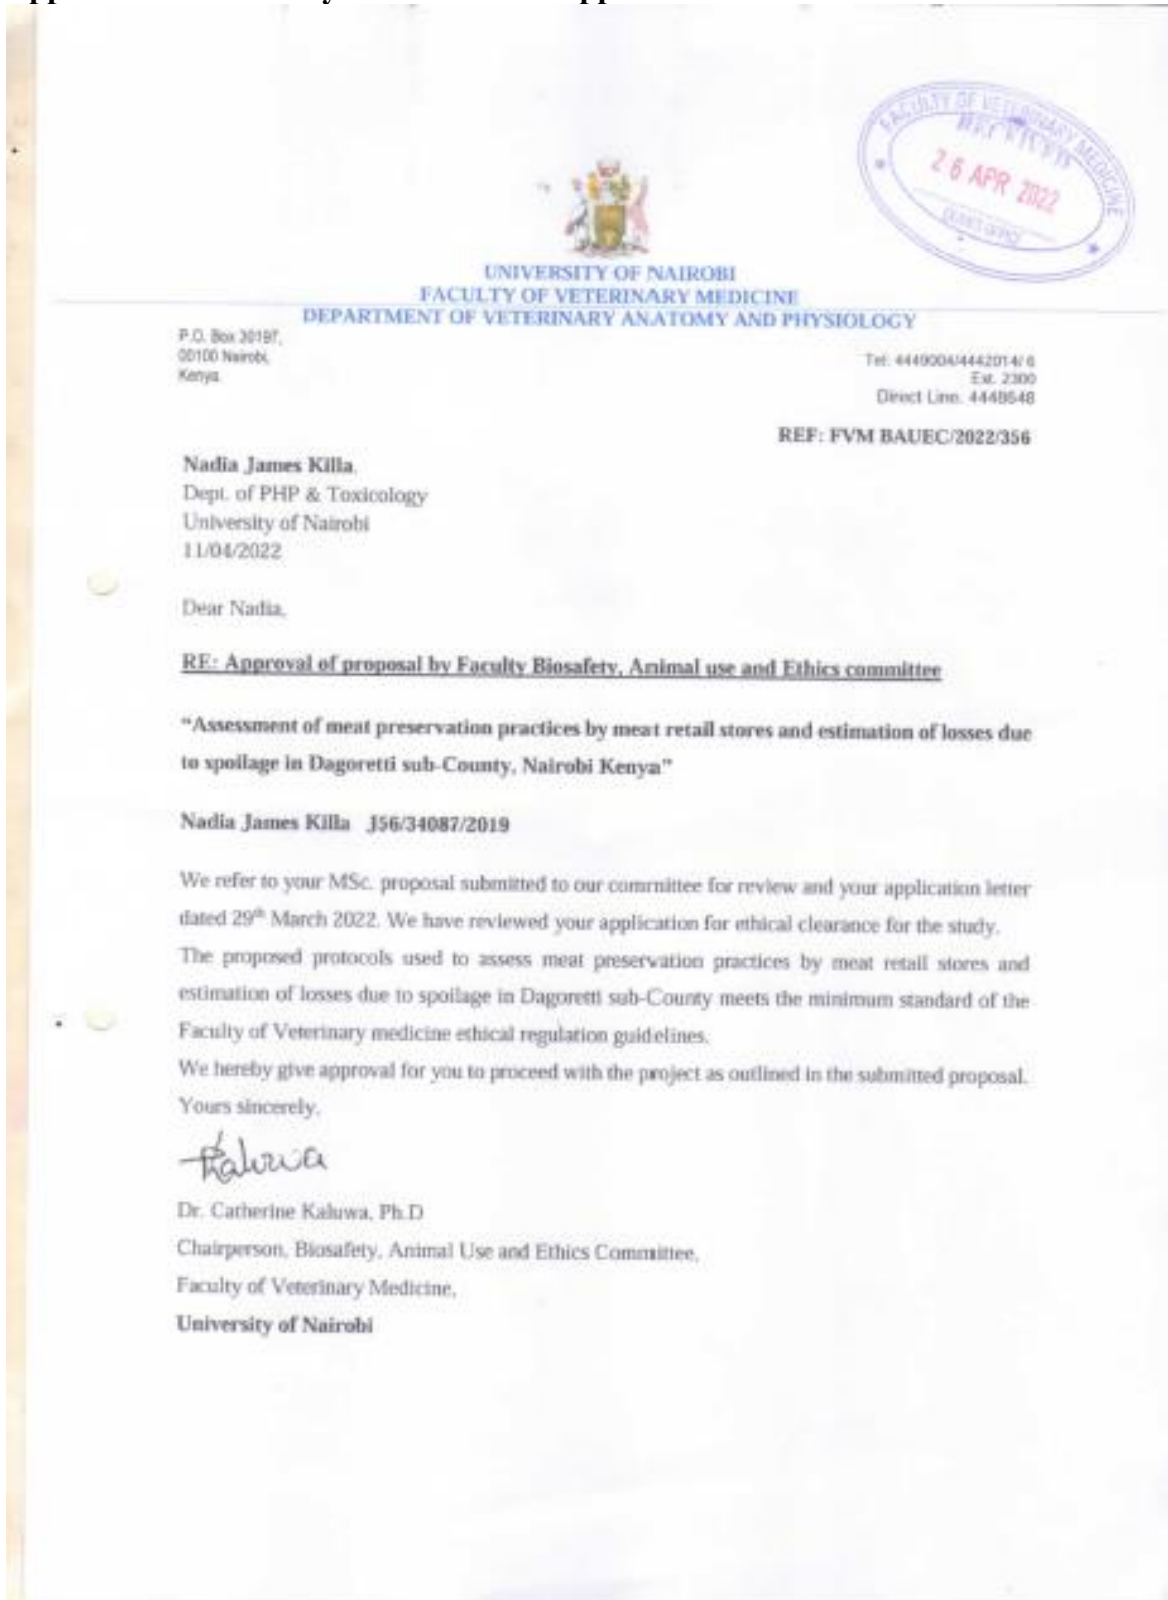 FACULTY OF VETERINARY MEDICINE
RECEIVED
26 APR 2022
UNIVERSITY OF NAIROBI
FACULTY OF VETERINARY MEDICINE
DEPARTMENT OF VETERINARY ANATOMY AND PHYSIOLOGY
P.O. Box 30197,
00100 Nairobi,
Kenya.
Tel. 4449004/4442014/ 6
Ext. 2300
Direct Line. 4448648
REF: FVM BAUEC/2022/356
Nadia James Killa,
Dept. of PHP & Toxicology
University of Nairobi
11/04/2022
Dear Nadia,
RE: Approval of proposal by Faculty Biosafety, Animal use and Ethics committee
“Assessment of meat preservation practices by meat retail stores and estimation of losses due
to spoilage in Dagoretti sub-County, Nairobi Kenya”
Nadia James Killa J56/34087/2019
We refer to your MSc. proposal submitted to our committee for review and your application letter
dated 29th March 2022. We have reviewed your application for ethical clearance for the study.
The proposed protocols used to assess meat preservation practices by meat retail stores and
estimation of losses due to spoilage in Dagoretti sub-County meets the minimum standard of the
Faculty of Veterinary medicine ethical regulation guidelines.
We hereby give approval for you to proceed with the project as outlined in the submitted proposal.
Yours sincerely,
Kaluwa
Dr. Catherine Kaluwa, Ph.D
Chairperson, Biosafety, Animal Use and Ethics Committee,
Faculty of Veterinary Medicine,
University of Nairobi